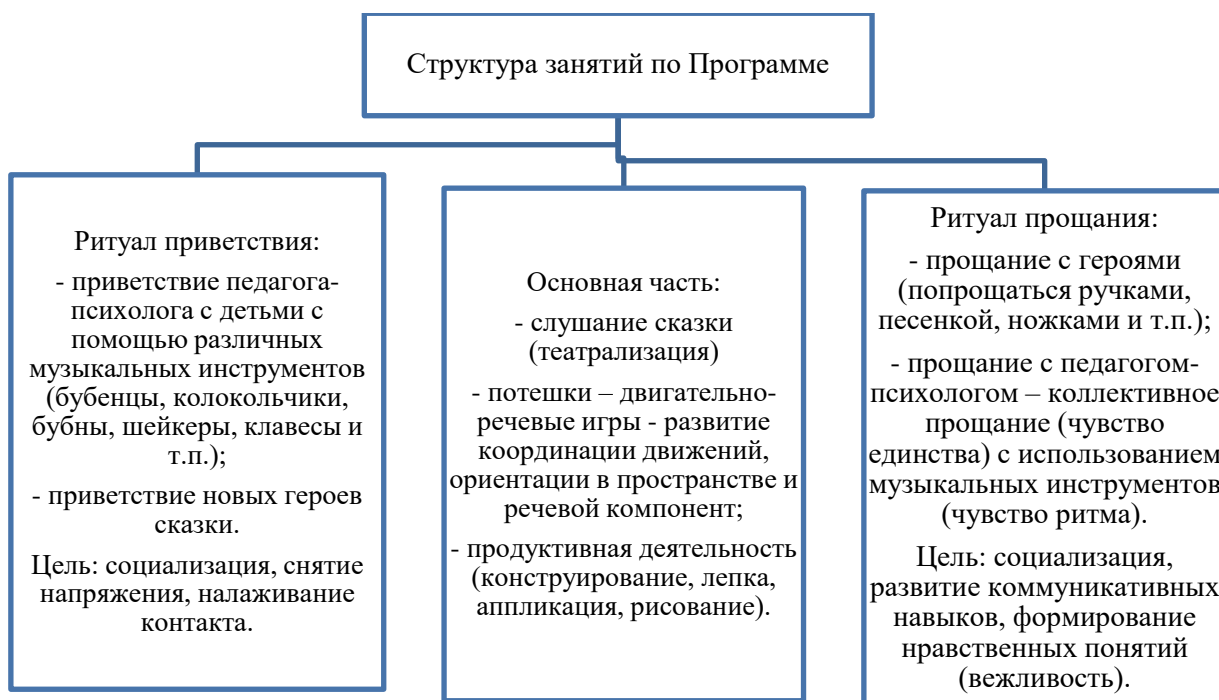 Структура занятий по Программе
Ритуал приветствия:
- приветствие педагога-
психолога с детьми с
помощью различных
музыкальных инструментов
(бубенцы, колокольчики,
бубны, шейкеры, клавесы и
т.п.);
- приветствие новых героев
сказки.
Цель: социализация, снятие
напряжения, налаживание
контакта.
Основная часть:
- слушание сказки
(театрализация)
- потешки – двигательно-
речевые игры - развитие
координации движений,
ориентации в пространстве и
речевой компонент;
- продуктивная деятельность
(конструирование, лепка,
аппликация, рисование).
Ритуал прощания:
- прощание с героями
(попрощаться ручками,
песенкой, ножками и т.п.);
- прощание с педагогом-
психологом – коллективное
прощание (чувство
единства) с использованием
музыкальных инструментов
(чувство ритма).
Цель: социализация,
развитие коммуникативных
навыков, формирование
нравственных понятий
(вежливость).